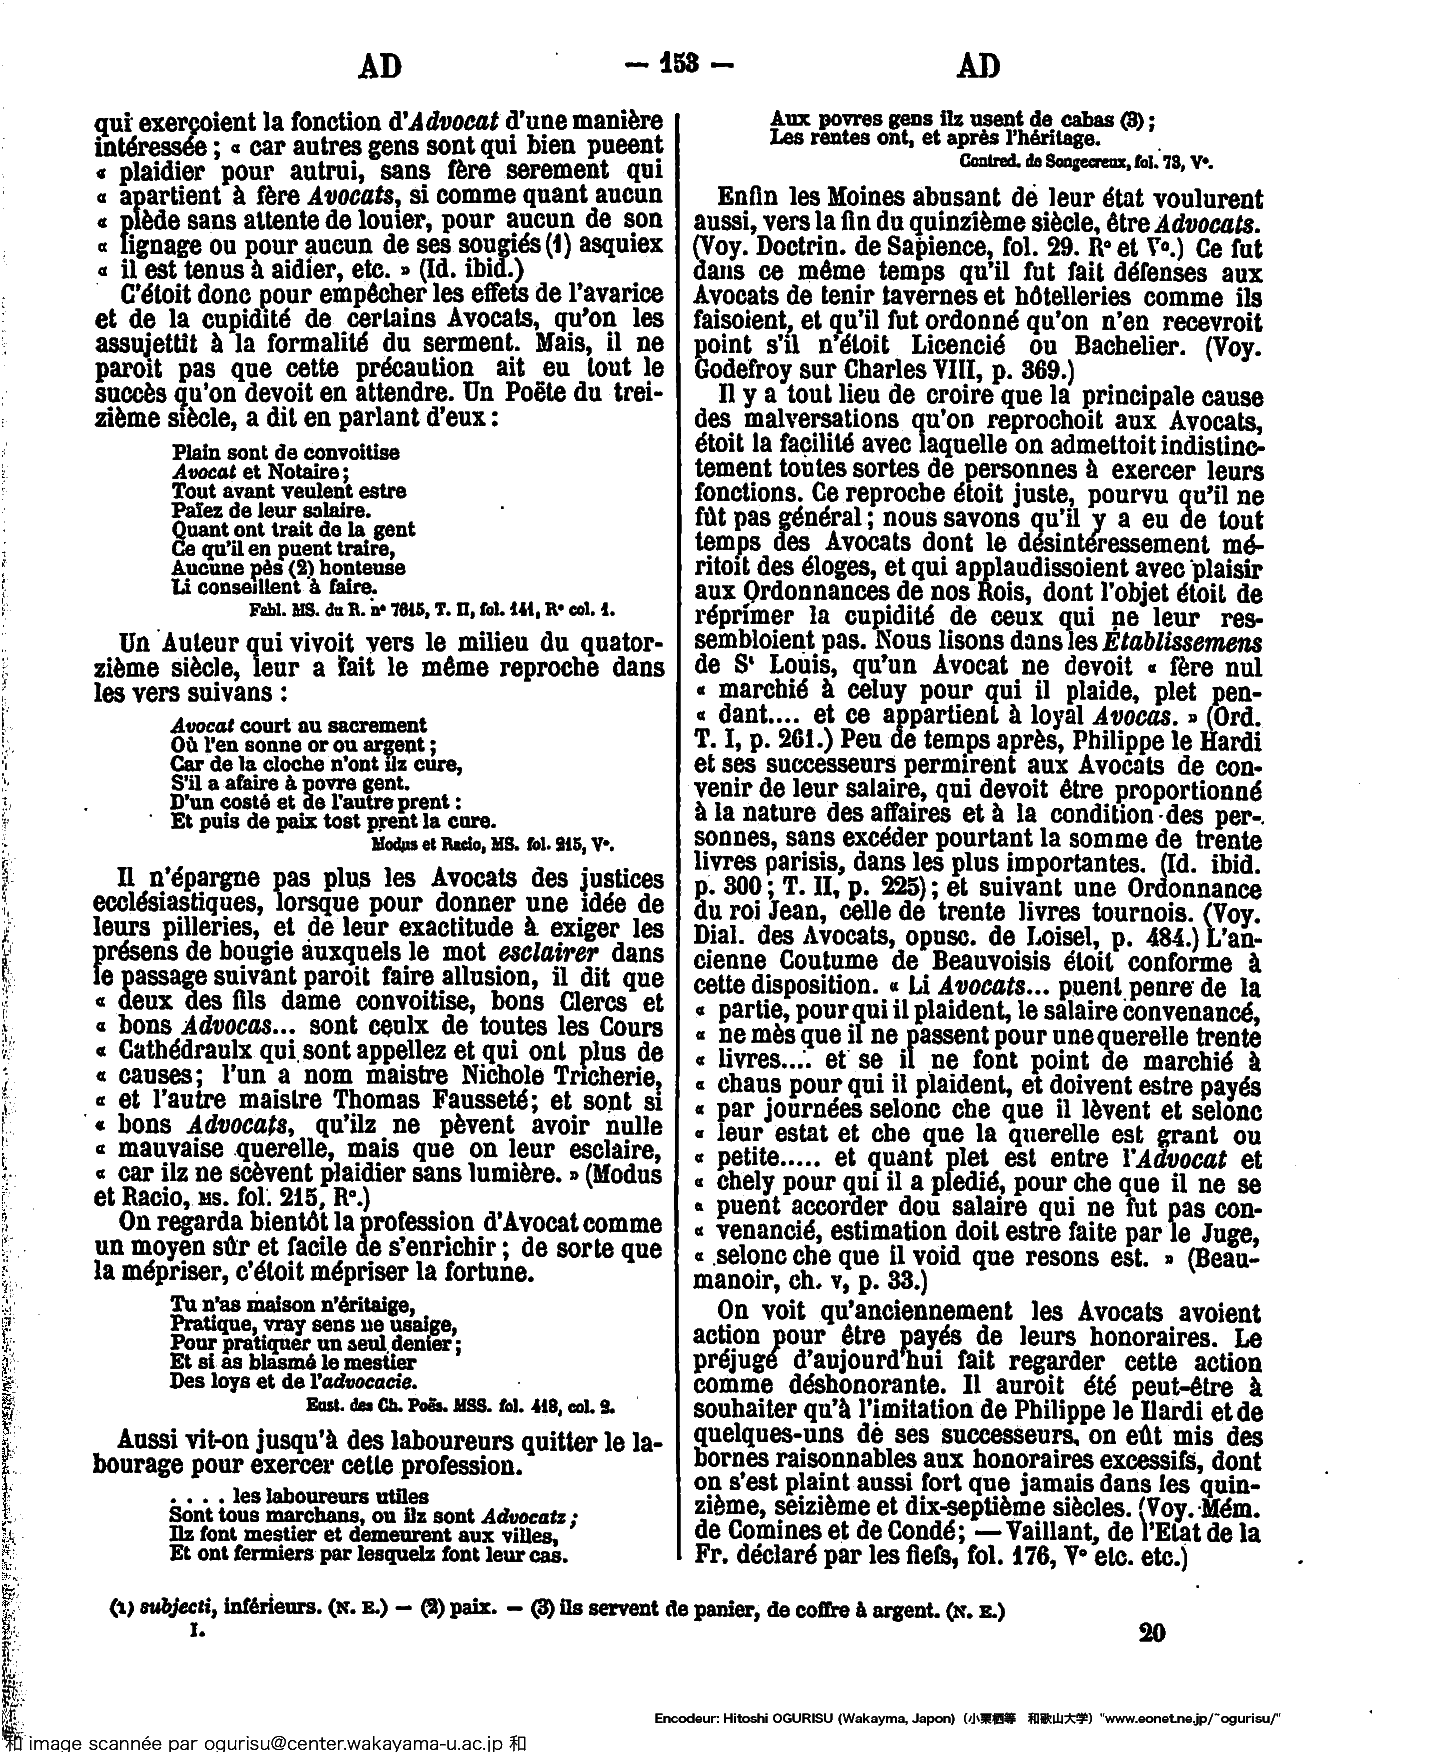 AD
— 153 —
AD
qui exerçoient la fonction d'Advocat d'une manière
intéressée ; « car autres gens sont qui bien pueent
« plaidier pour autrui, sans fère serement qui
« apartient à fère Avocats, si comme quant aucun
« plède sans attente de louier, pour aucun de son
« lignage ou pour aucun de ses sougiés (1) asquiex
« il est tenus à aidier, etc. » (Id. ibid.)
C'étoit donc pour empêcher les effets de l'avarice
et de la cupidité de certains Avocats, qu'on les
assujettit à la formalité du serment. Mais, il ne
paroit pas que cette précaution ait eu tout le
succès qu'on devoit en attendre. Un Poëte du trei-
zième siècle, a dit en parlant d'eux :
Plain sont de convoitise
Avocat et Notaire ;
Tout avant veulent estre
Païez de leur salaire.
Quant ont trait de la gent
Ce qu'il en puent traire,
Aucune pès (2) honteuse
Li conseillent à faire.
Fabl. MS. du R. nº 7615, T. II, fol. 141, Rº col. 1.
Un Auteur qui vivoit vers le milieu du quator-
zième siècle, leur a fait le même reproche dans
les vers suivans :
Avocat court au sacrement
Où l'en sonne or ou argent ;
Car de la cloche n'ont ilz cure,
S'il a afaire à povre gent.
D'un costé et de l'autre prent :
Et puis de paix tost prent la cure.
Modus et Racio, MS. fol. 215, Vº.
Il n'épargne pas plus les Avocats des justices
ecclésiastiques, lorsque pour donner une idée de
leurs pilleries, et de leur exactitude à exiger les
présens de bougie auxquels le mot esclairer dans
le passage suivant paroit faire allusion, il dit que
« deux des fils dame convoitise, bons Clercs et
« bons Advocas... sont ceulx de toutes les Cours
« Cathédraulx qui sont appellez et qui ont plus de
« causes ; l'un a nom maistre Nichole Tricherie,
« et l'autre maistre Thomas Fausseté ; et sont si
« bons Advocats, qu'ilz ne pèvent avoir nulle
« mauvaise querelle, mais que on leur esclaire,
« car ilz ne scèvent plaidier sans lumière. » (Modus
et Racio, MS. fol. 215, Rº.)
On regarda bientôt la profession d'Avocat comme
un moyen sûr et facile de s'enrichir ; de sorte que
la mépriser, c'étoit mépriser la fortune.
Tu n'as maison n'éritaige,
Pratique, vray sens ne usaige,
Pour pratiquer un seul denier ;
Et si as blasmé le mestier
Des loys et de l'advocacie.
Eust. des Ch. Poës. MSS. fol. 418, col. 2.
Aussi vit-on jusqu'à des laboureurs quitter le la-
bourage pour exercer cette profession.
. . . . les laboureurs utiles
Sont tous marchans, ou ilz sont Advocatz ;
Ilz font mestier et demeurent aux villes,
Et ont fermiers par lesquelz font leur cas.
Aux povres gens ilz usent de cabas (3) ;
Les rentes ont, et après l'héritage.
Contred. de Songecreux, fol. 73, Vº.
Enfin les Moines abusant de leur état voulurent
aussi, vers la fin du quinzième siècle, être Advocats.
(Voy. Doctrin. de Sapience, fol. 29. Rº et Vº.) Ce fut
dans ce même temps qu'il fut fait défenses aux
Avocats de tenir tavernes et hôtelleries comme ils
faisoient, et qu'il fut ordonné qu'on n'en recevroit
point s'il n'étoit Licencié ou Bachelier. (Voy.
Godefroy sur Charles VIII, p. 369.)
Il y a tout lieu de croire que la principale cause
des malversations qu'on reprochoit aux Avocats,
étoit la facilité avec laquelle on admettoit indistinc-
tement toutes sortes de personnes à exercer leurs
fonctions. Ce reproche étoit juste, pourvu qu'il ne
fût pas général ; nous savons qu'il y a eu de tout
temps des Avocats dont le désintéressement mé-
ritoit des éloges, et qui applaudissoient avec plaisir
aux Ordonnances de nos Rois, dont l'objet étoit de
réprimer la cupidité de ceux qui ne leur res-
sembloient pas. Nous lisons dans les Établissemens
de St Louis, qu'un Avocat ne devoit « fère nul
« marchié à celuy pour qui il plaide, plet pen-
« dant.... et ce appartient à loyal Avocas. » (Ord.
T. I, p. 261.) Peu de temps après, Philippe le Hardi
et ses successeurs permirent aux Avocats de con-
venir de leur salaire, qui devoit être proportionné
à la nature des affaires et à la condition des per-
sonnes, sans excéder pourtant la somme de trente
livres parisis, dans les plus importantes. (Id. ibid.
p. 300 ; T. II, p. 225) ; et suivant une Ordonnance
du roi Jean, celle de trente livres tournois. (Voy.
Dial. des Avocats, opusc. de Loisel, p. 484.) L'an-
cienne Coutume de Beauvoisis étoit conforme à
cette disposition. « Li Avocats... puent penre de la
« partie, pour qui il plaident, le salaire convenancé,
« ne mès que il ne passent pour une querelle trente
« livres.... et se il ne font point de marchié à
« chaus pour qui il plaident, et doivent estre payés
« par journées selonc che que il lèvent et selonc
« leur estat et che que la querelle est grant ou
« petite..... et quant plet est entre l'Advocat et
« chely pour qui il a pledié, pour che que il ne se
« puent accorder dou salaire qui ne fut pas con-
« venancié, estimation doit estre faite par le Juge,
« selonc che que il void que resons est. » (Beau-
manoir, ch. v, p. 33.)
On voit qu'anciennement les Avocats avoient
action pour être payés de leurs honoraires. Le
préjugé d'aujourd'hui fait regarder cette action
comme déshonorante. Il auroit été peut-être à
souhaiter qu'à l'imitation de Philippe le Hardi et de
quelques-uns de ses successeurs, on eût mis des
bornes raisonnables aux honoraires excessifs, dont
on s'est plaint aussi fort que jamais dans les quin-
zième, seizième et dix-septième siècles. (Voy. Mém.
de Comines et de Condé ; — Vaillant, de l'Etat de la
Fr. déclaré par les fiefs, fol. 176, Vº etc. etc.)
(1) subjecti, inférieurs. (N. E.) — (2) paix. — (3) ils servent de panier, de coffre à argent. (N. E.)
I.
20
Encodeur: Hitoshi OGURISU (Wakayma, Japon) (小栗栖等 和歌山大学) "www.eonet.ne.jp/~ogurisu/"
和 image scannée par ogurisu@center.wakayama-u.ac.jp 和